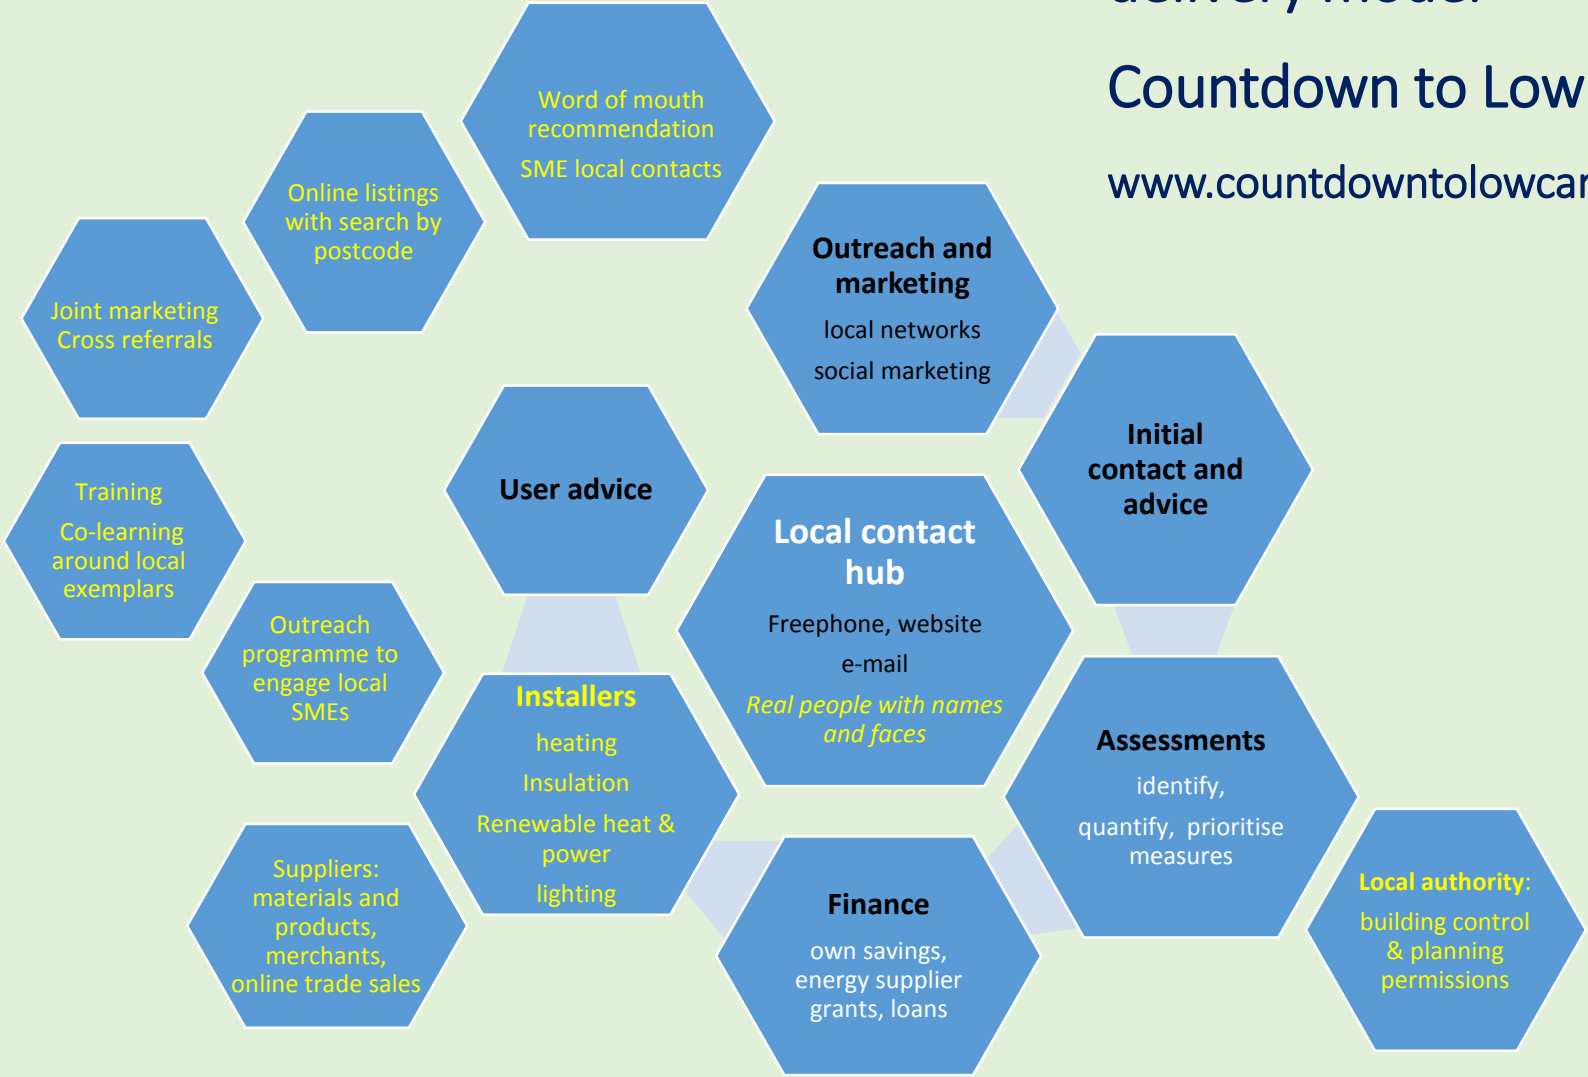 delivery model
Countdown to Low
www.countdowntolowcar
Word of mouth
recommendation
SME local contacts
Online listings
with search by
postcode
Joint marketing
Cross referrals
Training
Co-learning
around local
exemplars
Outreach
programme to
engage local
SMEs
Suppliers:
materials and
products,
merchants,
online trade sales
Outreach and
marketing
local networks
social marketing
Initial
contact and
advice
User advice
Local contact
hub
Freephone, website
e-mail
Real people with names
and faces
Installers
heating
Insulation
Renewable heat &
power
lighting
Assessments
identify,
quantify, prioritise
measures
Finance
own savings,
energy supplier
grants, loans
Local authority:
building control
& planning
permissions